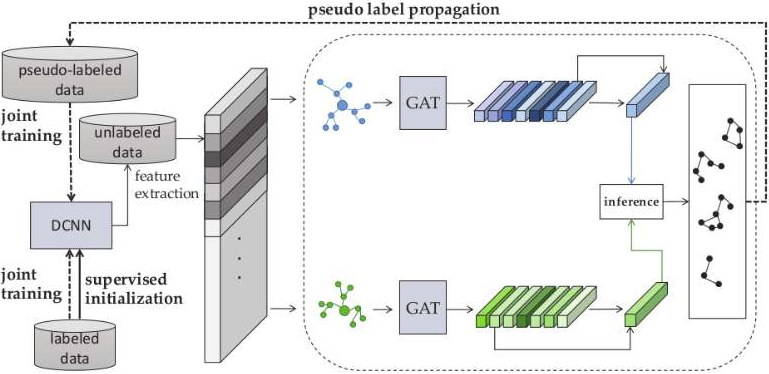 pseudo label propagation
pseudo-labeled
data
joint
training
unlabeled
data
feature
extraction
DCNN
joint
training
supervised
initialization
labeled
data
GAT
GAT
inference